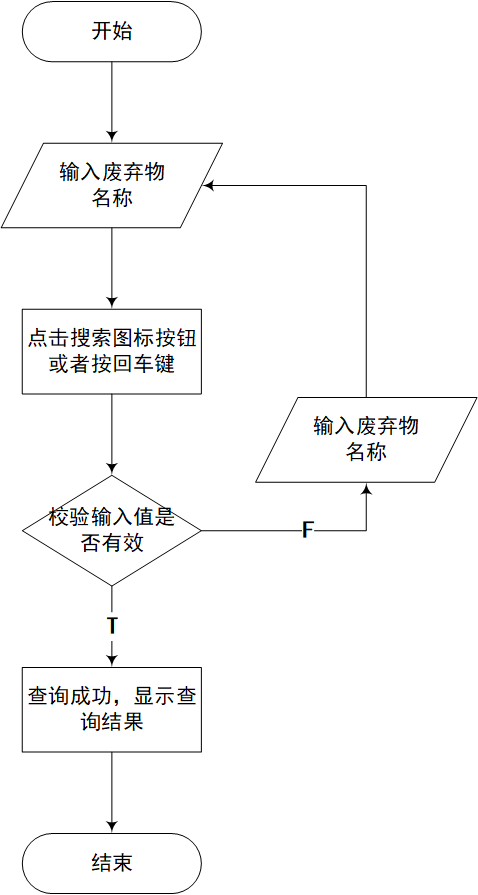 开始
输入废弃物
名称
点击搜索图标按钮
或者按回车键
输入废弃物
名称
校验输入值是
否有效
F
T
查询成功，显示查
询结果
结束